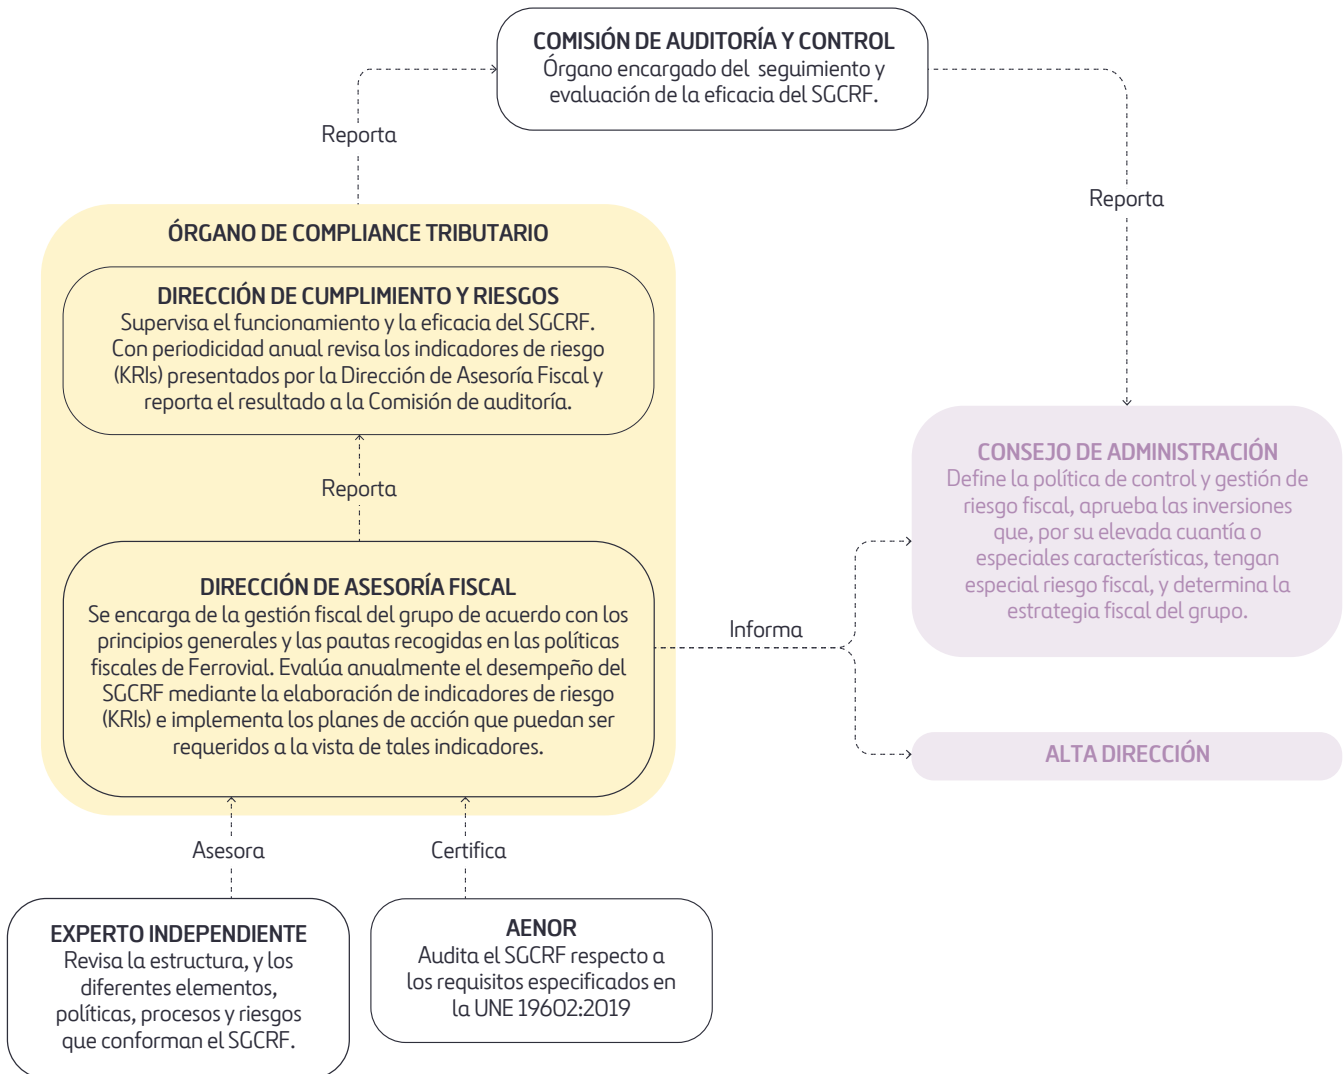 COMISIÓN DE AUDITORÍA Y CONTROL
Órgano encargado del seguimiento y
evaluación de la eficacia del SGCRF.
Reporta
Reporta
ÓRGANO DE COMPLIANCE TRIBUTARIO
DIRECCIÓN DE CUMPLIMIENTO Y RIESGOS
Supervisa el funcionamiento y la eficacia del SGCRF.
Con periodicidad anual revisa los indicadores de riesgo
(KRIs) presentados por la Dirección de Asesoría Fiscal y
reporta el resultado a la Comisión de auditoría.
Reporta
DIRECCIÓN DE ASESORÍA FISCAL
Se encarga de la gestión fiscal del grupo de acuerdo con los
principios generales y las pautas recogidas en las políticas
fiscales de Ferrovial. Evalúa anualmente el desempeño del
SGCRF mediante la elaboración de indicadores de riesgo
(KRIs) e implementa los planes de acción que puedan ser
requeridos a la vista de tales indicadores.
Informa
CONSEJO DE ADMINISTRACIÓN
Define la política de control y gestión de
riesgo fiscal, aprueba las inversiones
que, por su elevada cuantía o
especiales características, tengan
especial riesgo fiscal, y determina la
estrategia fiscal del grupo.
ALTA DIRECCIÓN
Asesora
Certifica
EXPERTO INDEPENDIENTE
Revisa la estructura, y los
diferentes elementos,
políticas, procesos y riesgos
que conforman el SGCRF.
AENOR
Audita el SGCRF respecto a
los requisitos especificados en
la UNE 19602:2019